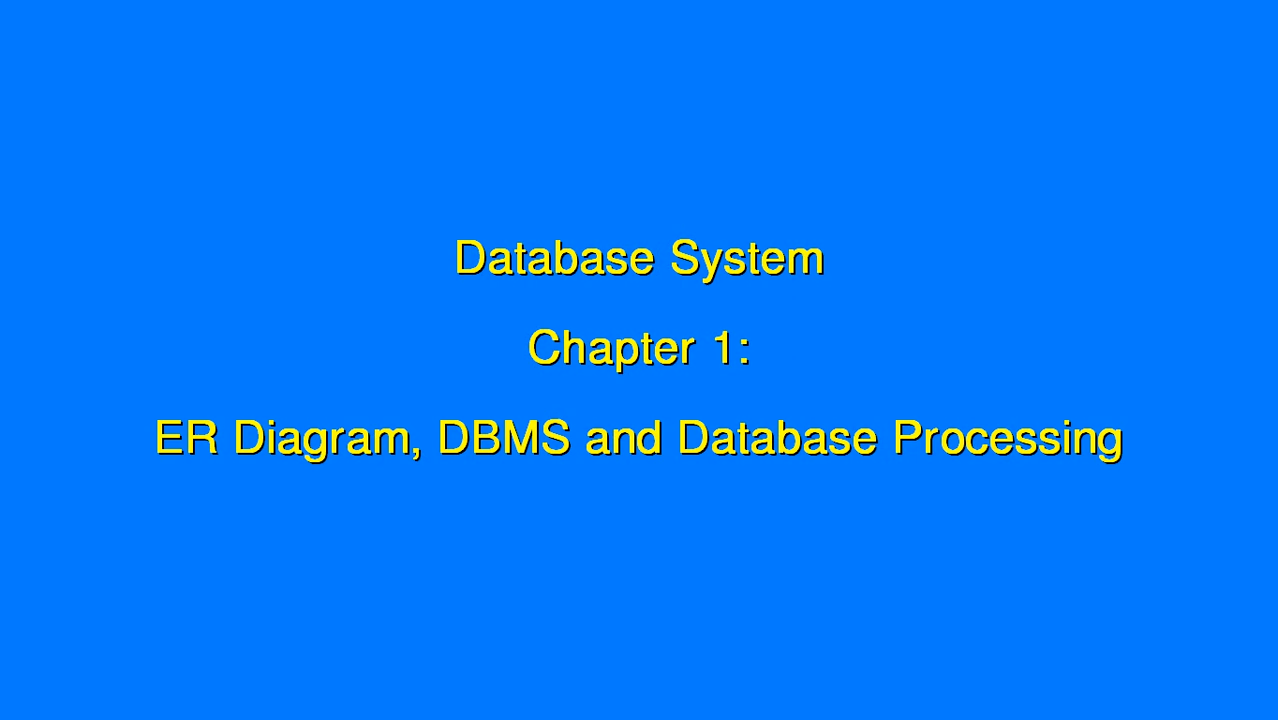 Database System
Chapter 1:
ER Diagram, DBMS and Database Processing